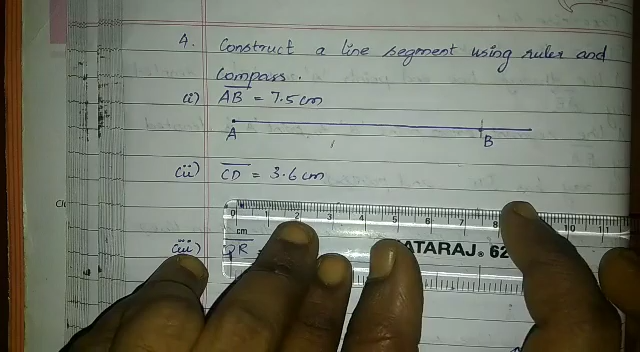 4. Construct a line segment using ruler and
compass.
(i) AB = 7.5 cm
A B
(ii) CD = 3.6 cm
0 1 2 3 4 5 6 7 8 10 11
cm
(iii) QR
ATARAJ 62